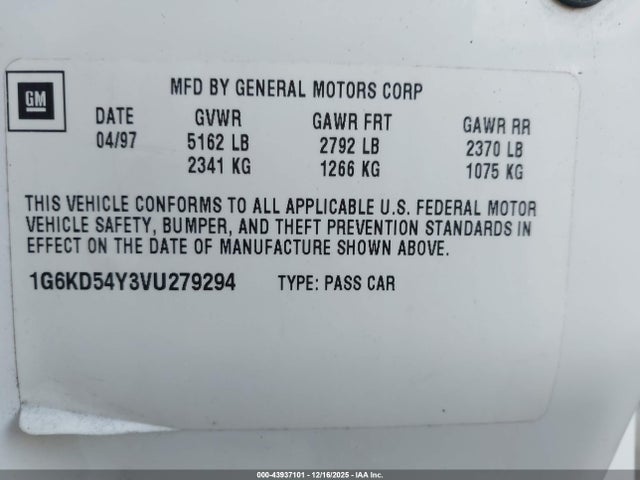 GM
MFD BY GENERAL MOTORS CORP
DATE GVWR GAWR FRT GAWR RR
04/97 5162 LB 2792 LB 2370 LB
2341 KG 1266 KG 1075 KG
THIS VEHICLE CONFORMS TO ALL APPLICABLE U.S. FEDERAL MOTOR
VEHICLE SAFETY, BUMPER, AND THEFT PREVENTION STANDARDS IN
EFFECT ON THE DATE OF MANUFACTURE SHOWN ABOVE.
1G6KD54Y3VU279294 TYPE: PASS CAR
000-43937101 - 12/16/2025 - IAA Inc.